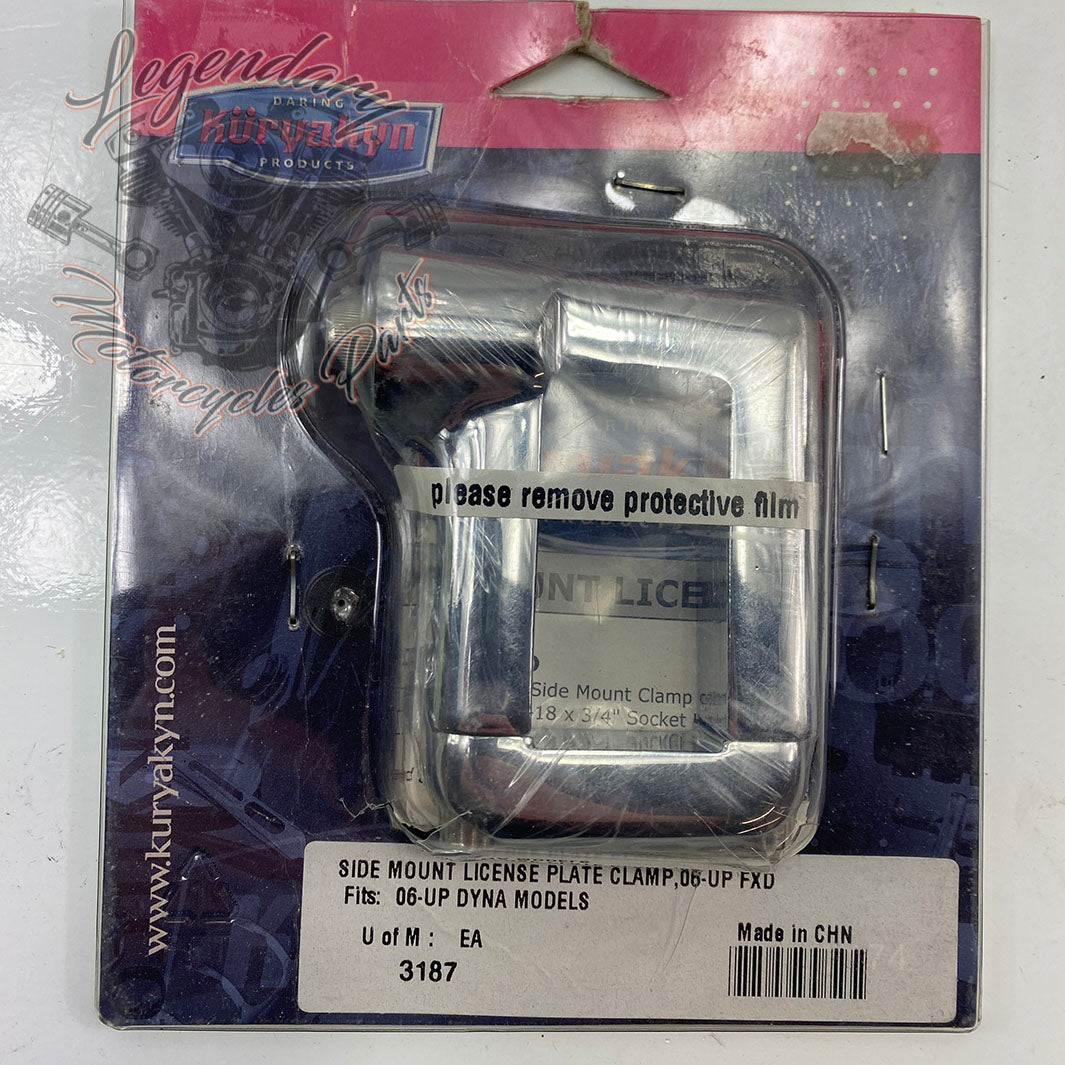 Legendary
Motorcycles Parts
DARING
Küryakyn
PRODUCTS
please remove protective film
UNT LICE
Side Mount Clamp
-18 x 3/4" Socket
www.kuryakyn.com
SIDE MOUNT LICENSE PLATE CLAMP,06-UP FXD
Fits: 06-UP DYNA MODELS
U of M : EA
Made in CHN
3187